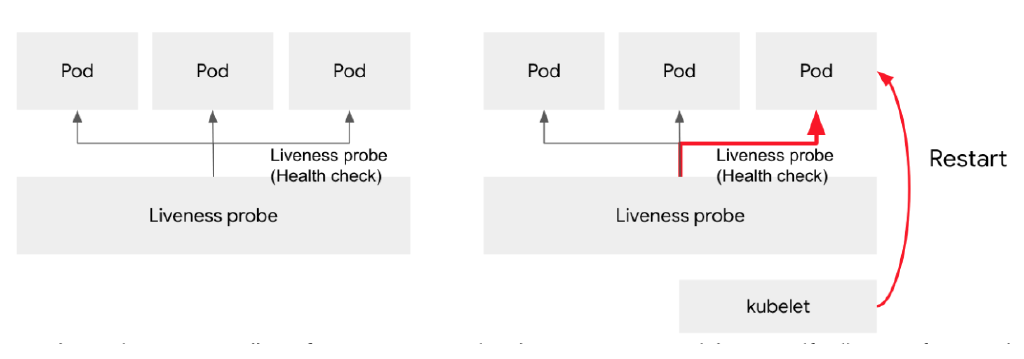 Pod Pod Pod
Liveness probe
(Health check)
Liveness probe
Pod Pod Pod
Liveness probe
(Health check)
Restart
Liveness probe
kubelet